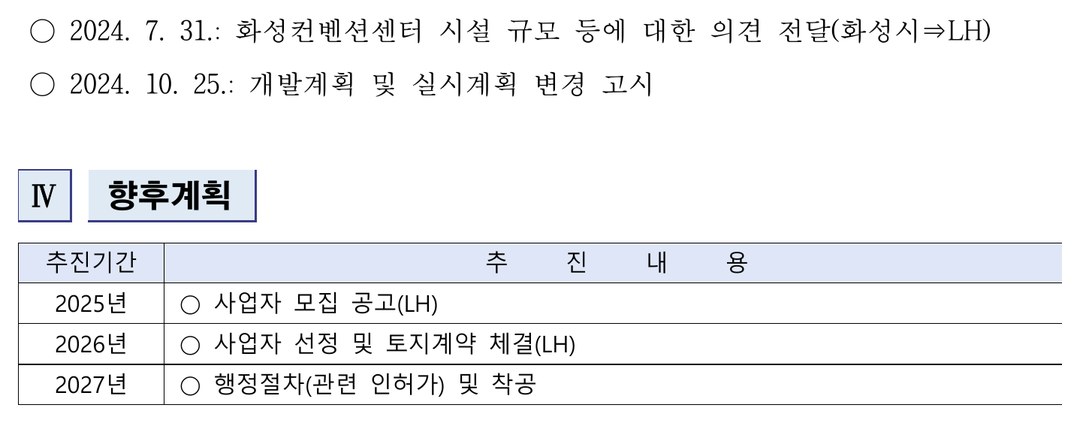 ○ 2024. 7. 31.: 화성컨벤션센터 시설 규모 등에 대한 의견 전달(화성시⇒LH)
○ 2024. 10. 25.: 개발계획 및 실시계획 변경 고시
Ⅳ 향후계획
추진기간 추 진 내 용
2025년 ○ 사업자 모집 공고(LH)
2026년 ○ 사업자 선정 및 토지계약 체결(LH)
2027년 ○ 행정절차(관련 인허가) 및 착공